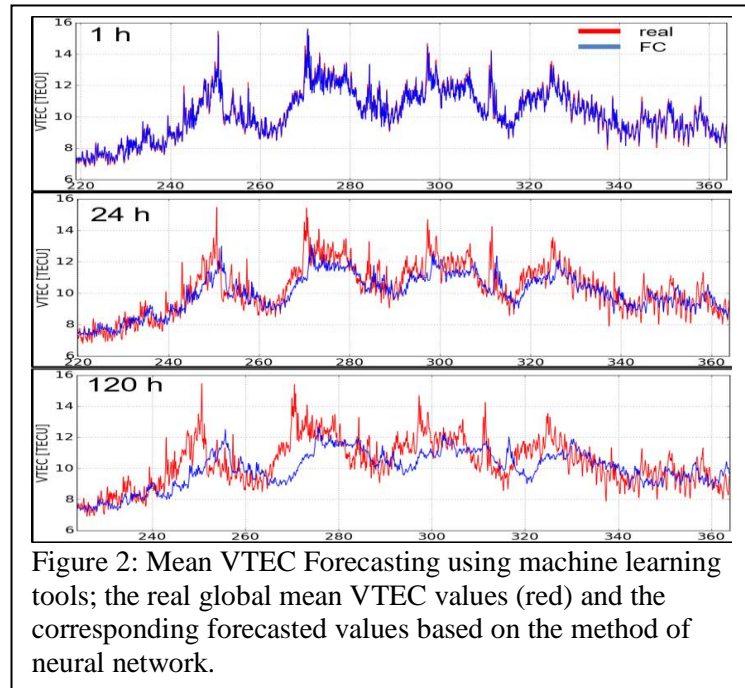 16
1 h
real
FC
14
12
10
8
6
VTEC [TECU]
220 240 260 280 300 320 340 360
16
24 h
14
12
10
8
6
VTEC [TECU]
220 240 260 280 300 320 340 360
16
120 h
14
12
10
8
6
VTEC [TECU]
240 260 280 300 320 340 360
Figure 2: Mean VTEC Forecasting using machine learning
tools; the real global mean VTEC values (red) and the
corresponding forecasted values based on the method of
neural network.